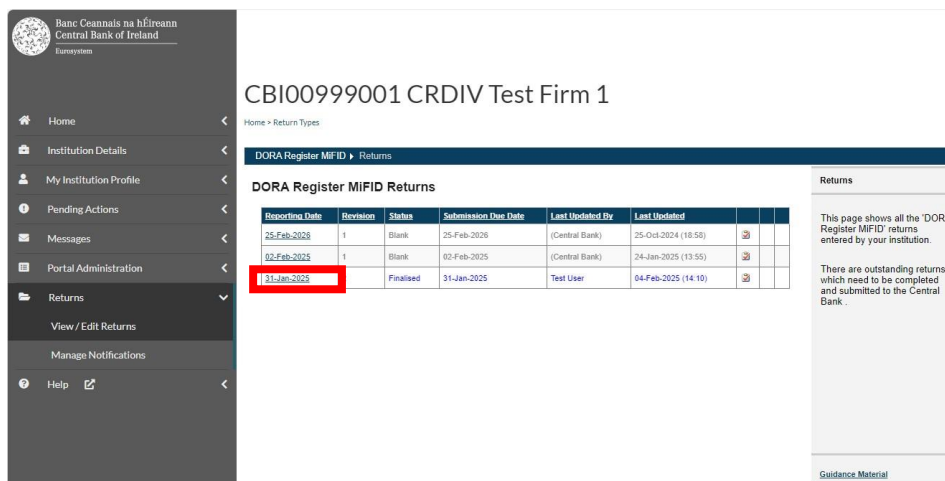 Banc Ceannais na hÉireann
Central Bank of Ireland
Eurosystem
CBI00999001 CRDIV Test Firm 1
Home > Return Types
Home
Institution Details
My Institution Profile
Pending Actions
Messages
Portal Administration
Returns
View / Edit Returns
Manage Notifications
Help
DORA Register MiFID Returns
DORA Register MiFID Returns
Reporting Date Revision Status Submission Due Date Last Updated By Last Updated
25-Feb-2026 1 Blank 25-Feb-2026 (Central Bank) 25-Oct-2024 (18:58)
02-Feb-2025 1 Blank 02-Feb-2025 (Central Bank) 24-Jan-2025 (13:55)
31-Jan-2025 Finalised 31-Jan-2025 Test User 04-Feb-2025 (14:10)
Returns
This page shows all the 'DOR
Register MiFID' returns
entered by your institution.
There are outstanding returns
which need to be completed
and submitted to the Central
Bank .
Guidance Material